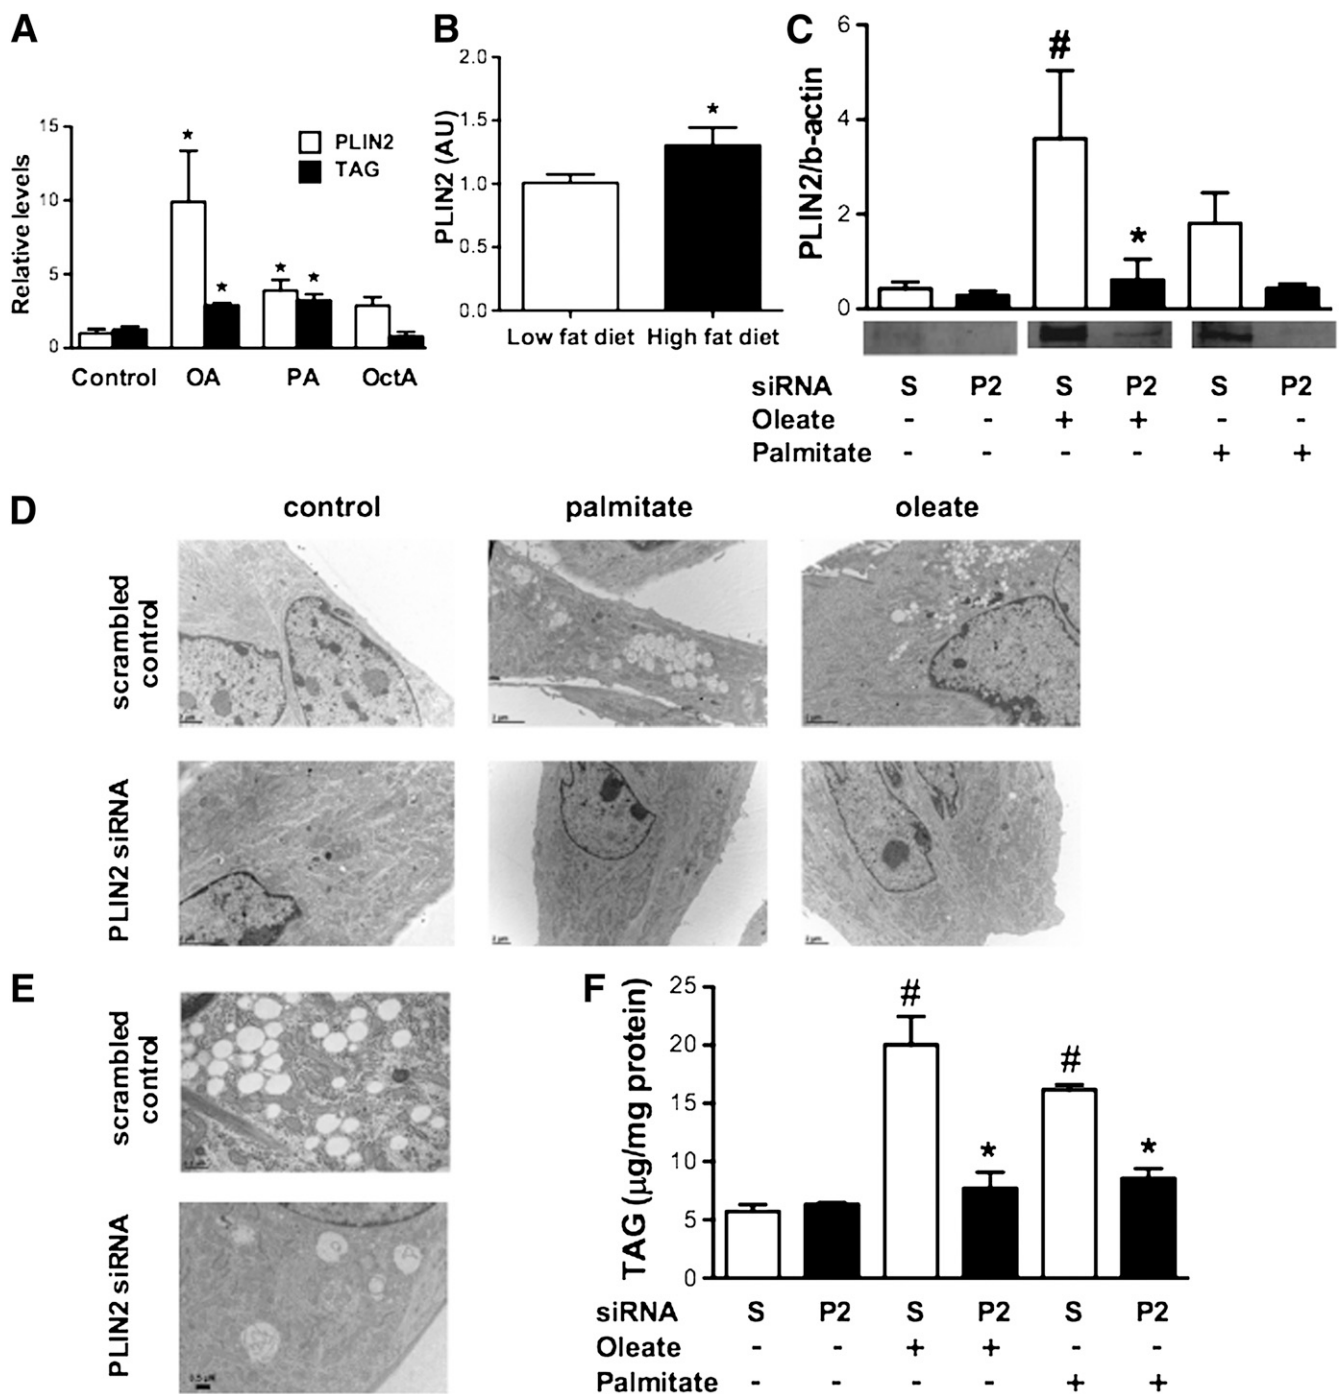 A
Relative levels
15
10
5
0
*
*
*
*
PLIN2
TAG
Control OA PA OctA
B
PLIN2 (AU)
2.0
1.5
1.0
0.5
0.0
*
Low fat diet High fat diet
C
PLIN2/b-actin
6
4
2
0
#
*
siRNA S P2 S P2 S P2
Oleate - - + + - -
Palmitate - - - - + +
D
control palmitate oleate
scrambled
control
PLIN2 siRNA
E
scrambled
control
PLIN2 siRNA
F
TAG (μg/mg protein)
25
20
15
10
5
0
#
*
#
*
siRNA S P2 S P2 S P2
Oleate - - + + - -
Palmitate - - - - + +